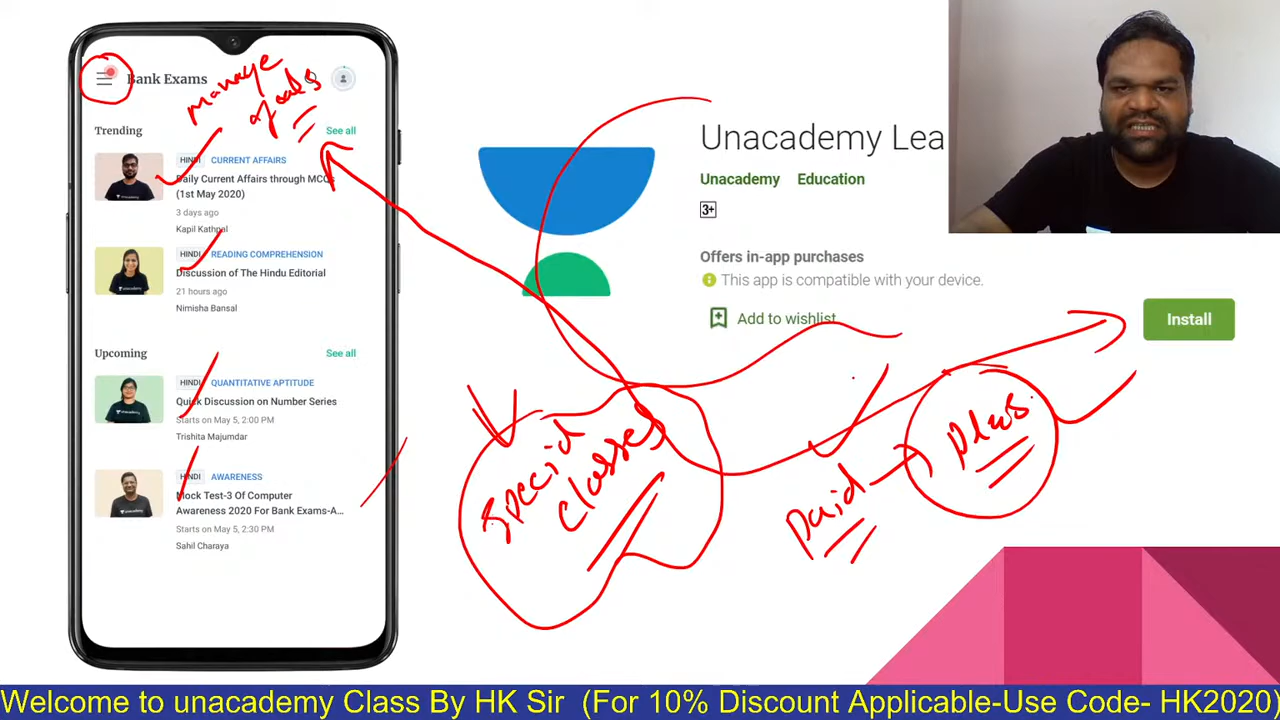 Bank Exams
manage
goals
Trending
See all
HINDI CURRENT AFFAIRS
Daily Current Affairs through MCQs
(1st May 2020)
3 days ago
Kapil Kathpal
HINDI READING COMPREHENSION
Discussion of The Hindu Editorial
21 hours ago
Nimisha Bansal
Upcoming
See all
HINDI QUANTITATIVE APTITUDE
Quick Discussion on Number Series
Starts on May 5, 2:00 PM
Trishita Majumdar
HINDI AWARENESS
Mock Test-3 Of Computer
Awareness 2020 For Bank Exams-A...
Starts on May 5, 2:30 PM
Sahil Charaya
unacademy
unacademy
Unacademy Lea
Unacademy Education
3+
Offers in-app purchases
This app is compatible with your device.
Add to wishlist
Install
Special
classes
Paid
Plus.
Welcome to unacademy Class By HK Sir (For 10% Discount Applicable-Use Code- HK2020)